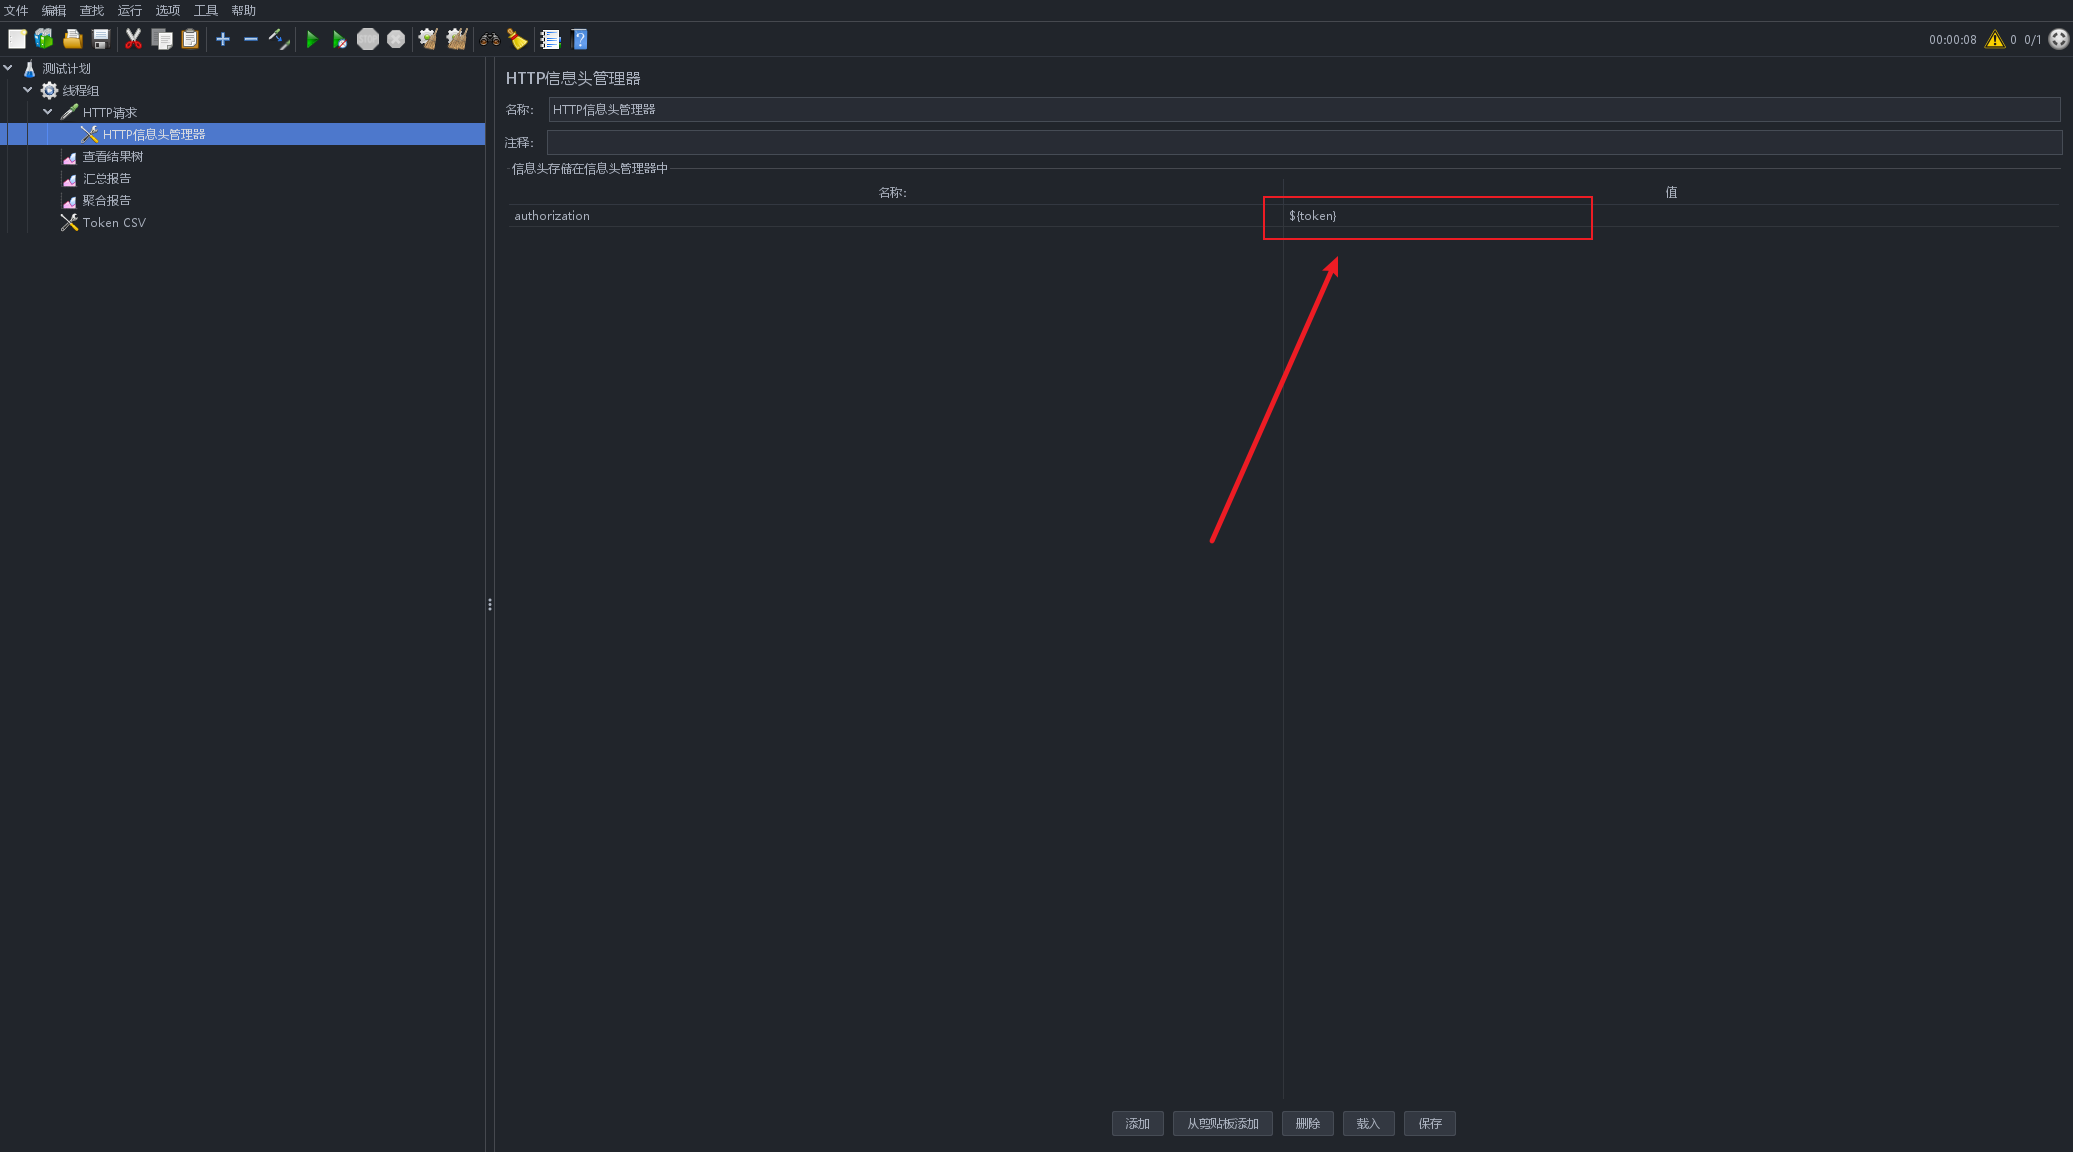 文件 编辑 查找 运行 选项 工具 帮助
00:00:08 0 0/1
测试计划
线程组
HTTP请求
HTTP信息头管理器
查看结果树
汇总报告
聚合报告
Token CSV
HTTP信息头管理器
名称: HTTP信息头管理器
注释:
信息头存储在信息头管理器中
名称: 值
authorization ${token}
添加 从剪贴板添加 删除 载入 保存